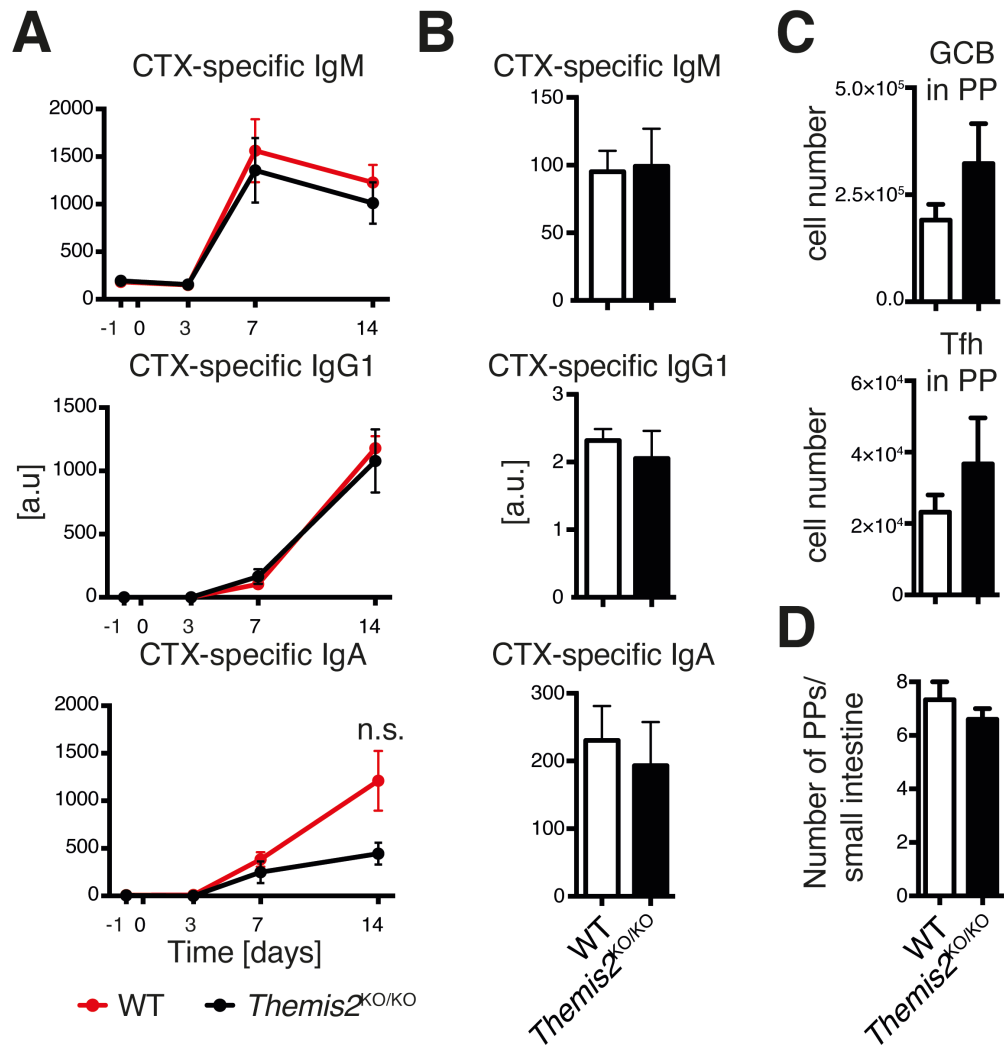 A
CTX-specific IgM
2000
1500
1000
500
0
-1 0 3 7 14
CTX-specific IgG1
1500
1000
500
0
[a.u]
-1 0 3 7 14
CTX-specific IgA
2000
1500
1000
500
0
n.s.
-1 0 3 7 14
Time [days]
WT
Themis2KO/KO
B
CTX-specific IgM
150
100
50
0
CTX-specific IgG1
3
2
1
0
[a.u.]
CTX-specific IgA
300
200
100
0
WT
Themis2KO/KO
C
GCB
in PP
5.0×10⁵
2.5×10⁵
0.0
cell number
Tfh
in PP
6×10⁴
4×10⁴
2×10⁴
0
cell number
D
8
6
4
2
0
Number of PPs/
small intestine
WT
Themis2KO/KO